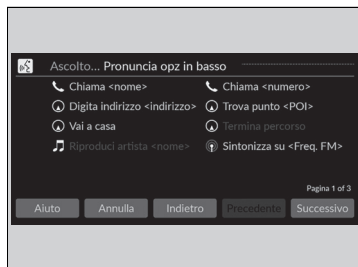 Ascolto... Pronuncia opz in basso
Chiama <nome>
Chiama <numero>
Digita indirizzo <indirizzo>
Trova punto <POI>
Vai a casa
Termina percorso
Riproduci artista <nome>
Sintonizza su <Freq. FM>
Pagina 1 of 3
Aiuto
Annulla
Indietro
Precedente
Successivo